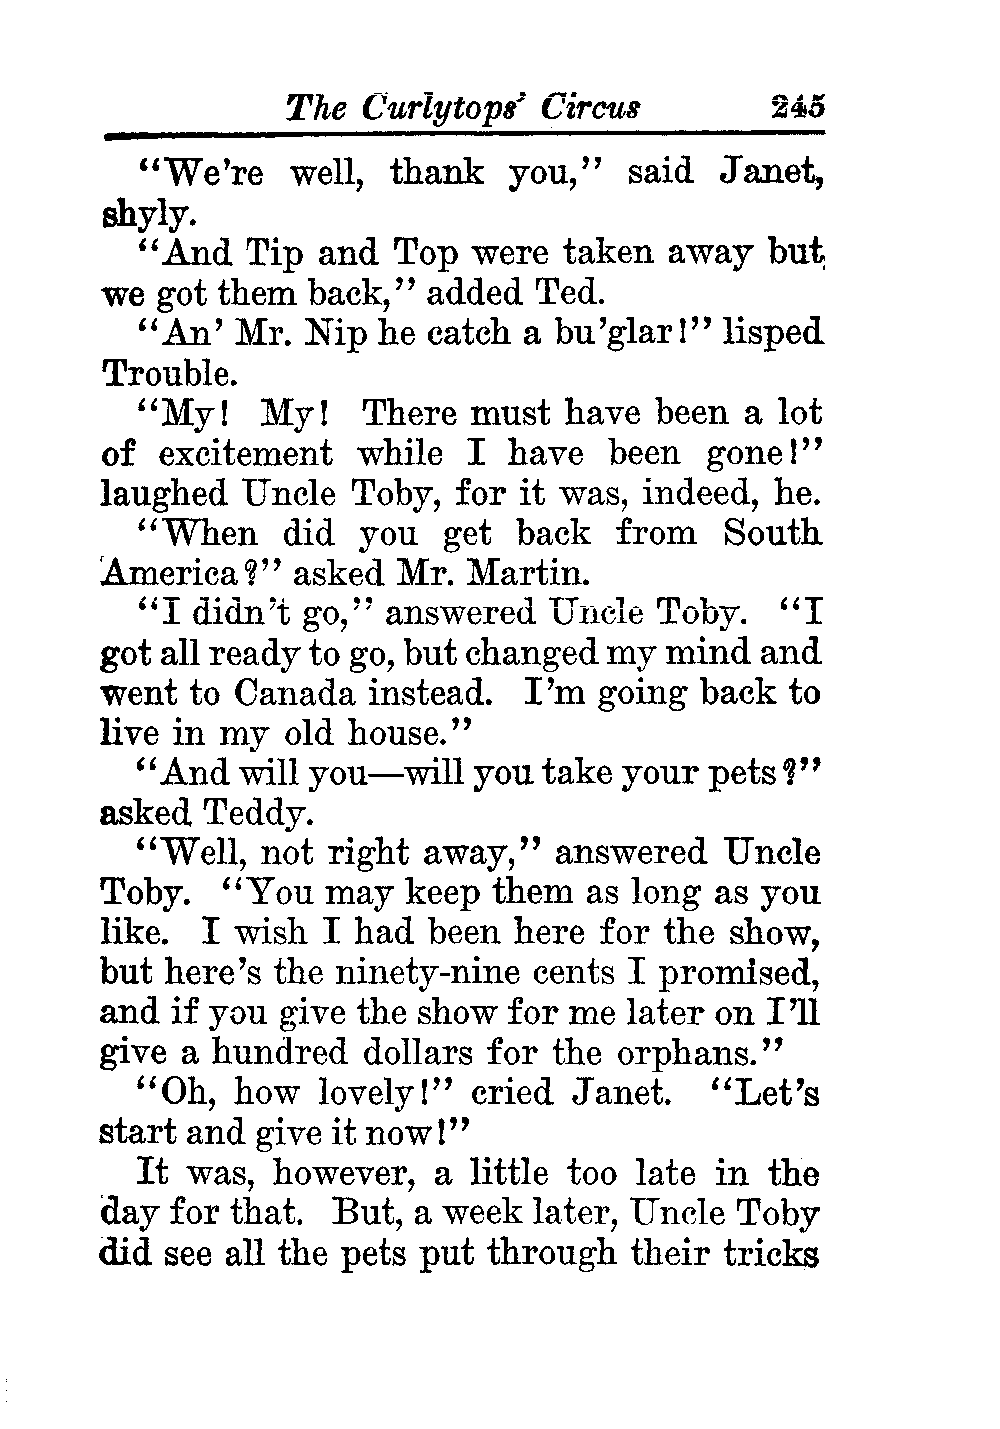 The Curlytops' Circus 245
"We're well, thank you," said Janet,
shyly.
"And Tip and Top were taken away but
we got them back," added Ted.
"An' Mr. Nip he catch a bu'glar!" lisped
Trouble.
"My! My! There must have been a lot
of excitement while I have been gone!"
laughed Uncle Toby, for it was, indeed, he.
"When did you get back from South
America?" asked Mr. Martin.
"I didn't go," answered Uncle Toby. "I
got all ready to go, but changed my mind and
went to Canada instead. I'm going back to
live in my old house."
"And will you—will you take your pets?"
asked Teddy.
"Well, not right away," answered Uncle
Toby. "You may keep them as long as you
like. I wish I had been here for the show,
but here's the ninety-nine cents I promised,
and if you give the show for me later on I'll
give a hundred dollars for the orphans."
"Oh, how lovely!" cried Janet. "Let's
start and give it now!"
It was, however, a little too late in the
day for that. But, a week later, Uncle Toby
did see all the pets put through their tricks